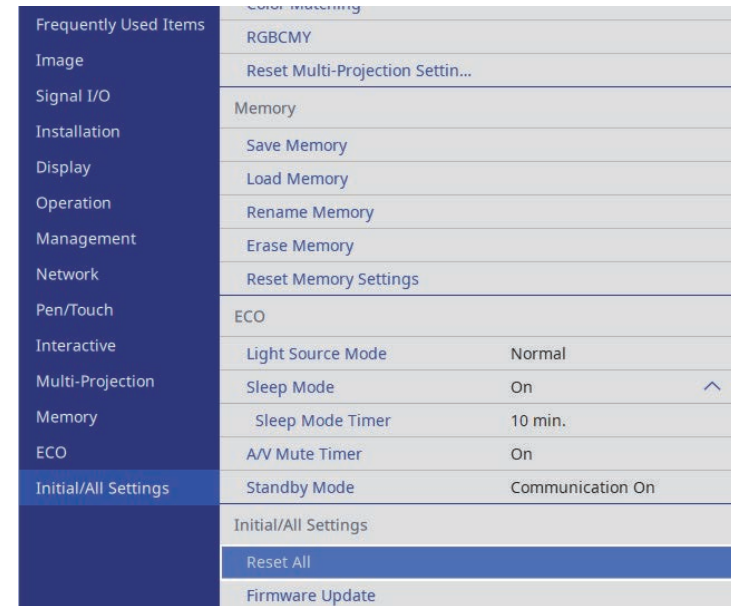 Frequently Used Items
Image
Signal I/O
Installation
Display
Operation
Management
Network
Pen/Touch
Interactive
Multi-Projection
Memory
ECO
Initial/All Settings
Color Matching
RGBCMY
Reset Multi-Projection Settin...
Memory
Save Memory
Load Memory
Rename Memory
Erase Memory
Reset Memory Settings
ECO
Light Source Mode Normal
Sleep Mode On
Sleep Mode Timer 10 min.
A/V Mute Timer On
Standby Mode Communication On
Initial/All Settings
Reset All
Firmware Update